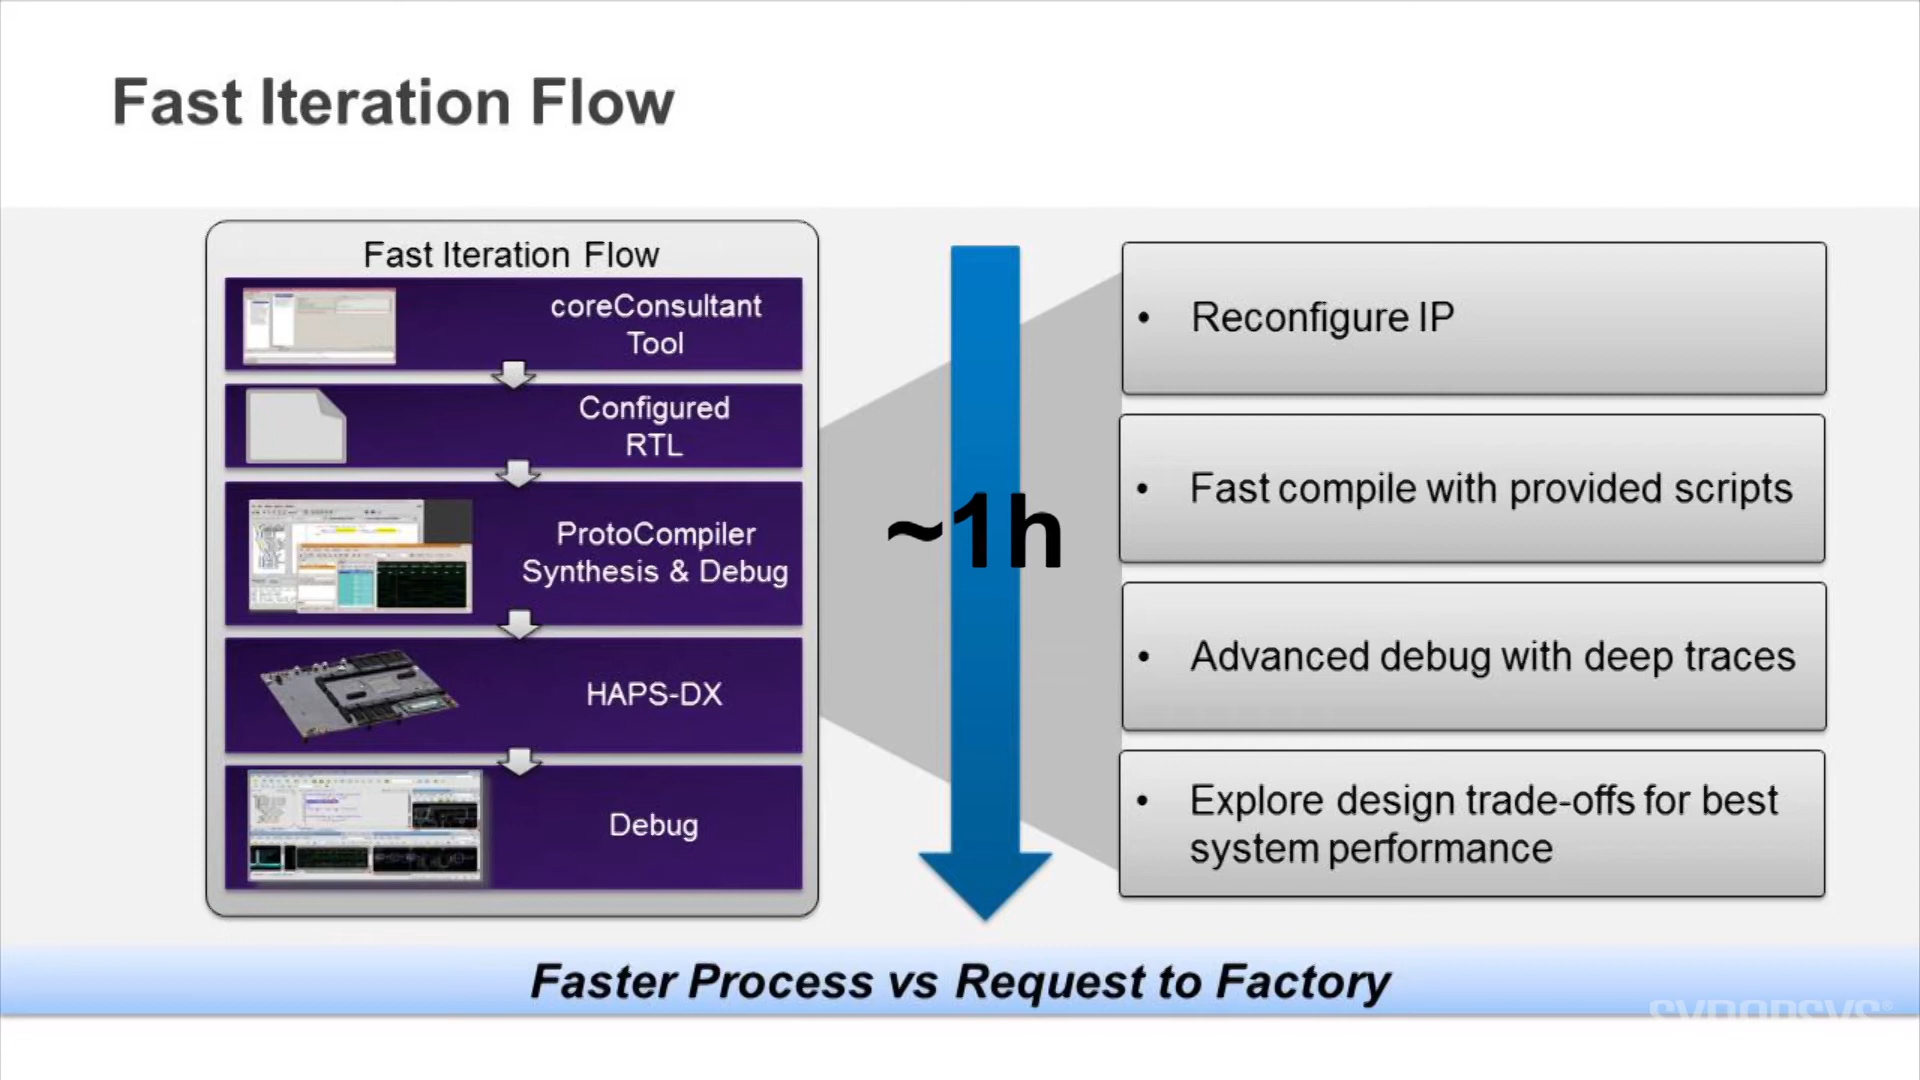 Fast Iteration Flow
Fast Iteration Flow
coreConsultant
Tool
Configured
RTL
ProtoCompiler
Synthesis & Debug
HAPS-DX
Debug
~1h
• Reconfigure IP
• Fast compile with provided scripts
• Advanced debug with deep traces
• Explore design trade-offs for best
system performance
Faster Process vs Request to Factory
SYNOPSYS®